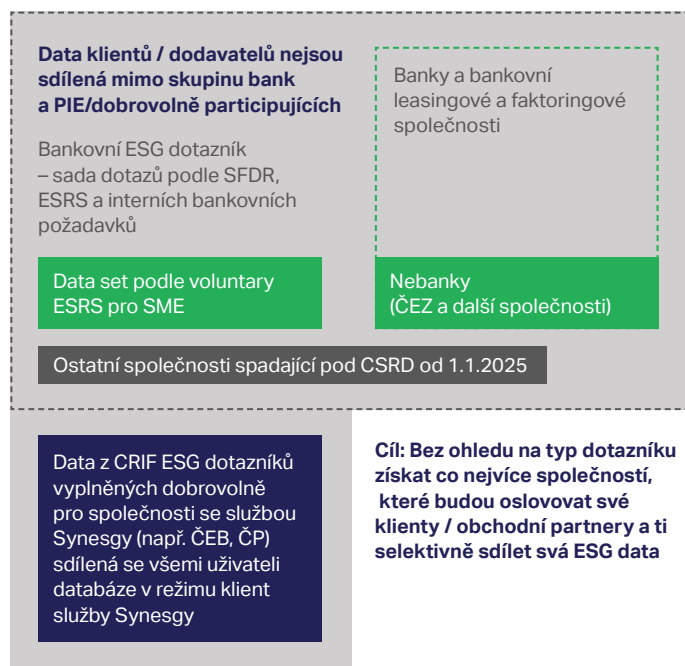 Data klientů / dodavatelů nejsou
sdílená mimo skupinu bank
a PIE/dobrovolně participujících
Bankovní ESG dotazník
– sada dotazů podle SFDR,
ESRS a interních bankovních
požadavků
Banky a bankovní
leasingové a faktoringové
společnosti
Data set podle voluntary
ESRS pro SME
Nebanky
(ČEZ a další společnosti)
Ostatní společnosti spadající pod CSRD od 1.1.2025
Data z CRIF ESG dotazníků
vyplněných dobrovolně
pro společnosti se službou
Synesgy (např. ČEB, ČP)
sdílená se všemi uživateli
databáze v režimu klient
služby Synesgy
Cíl: Bez ohledu na typ dotazníku
získat co nejvíce společností,
které budou oslovovat své
klienty / obchodní partnery a ti
selektivně sdílet svá ESG data